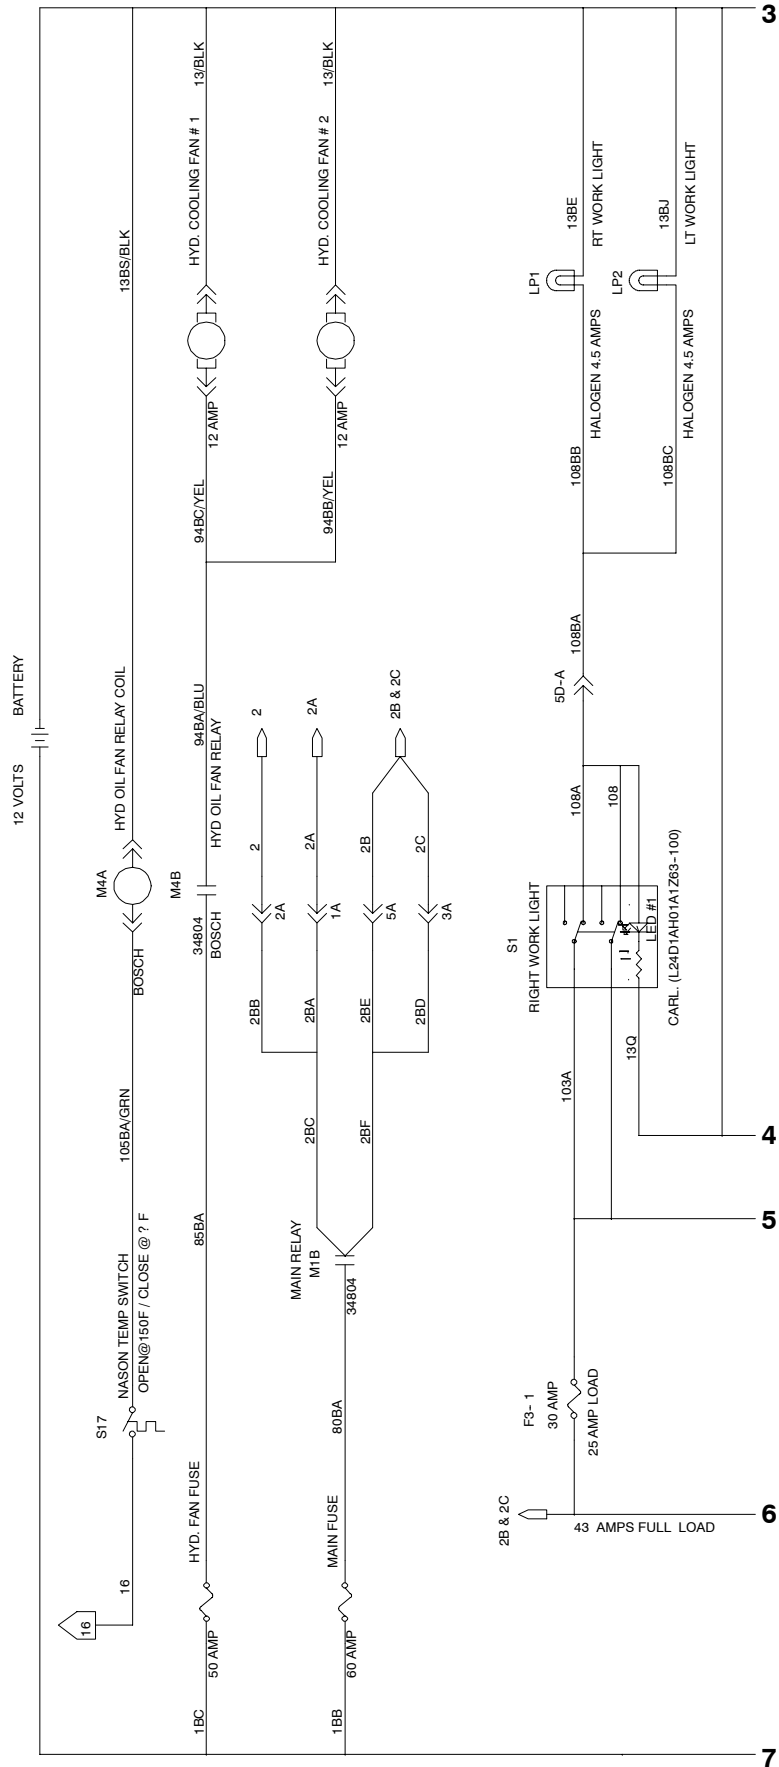 12 VOLTS
BATTERY
3
13BS/BLK
HYD OIL FAN RELAY COIL
M4A
BOSCH
105BA/GRN
NASON TEMP SWITCH
OPEN@150F / CLOSE @ ? F
S17
16
16
13/BLK
HYD. COOLING FAN # 1
12 AMP
94BC/YEL
94BA/BLU
HYD OIL FAN RELAY
M4B
34804
BOSCH
85BA
HYD. FAN FUSE
50 AMP
1BC
13/BLK
HYD. COOLING FAN # 2
12 AMP
94BB/YEL
2
2
2A
2BB
2A
2A
1A
2BA
2BC
2B & 2C
2B
5A
2BE
2BF
2C
3A
2BD
MAIN RELAY
M1B
34804
80BA
MAIN FUSE
60 AMP
1BB
13BE
RT WORK LIGHT
LP1
HALOGEN 4.5 AMPS
108BB
13BJ
LT WORK LIGHT
LP2
HALOGEN 4.5 AMPS
108BC
108BA
5D-A
108A
108
S1
RIGHT WORK LIGHT
LED #1
CARL. (L24D1AH01A1Z63-100)
103A
13Q
4
5
F3- 1
30 AMP
25 AMP LOAD
2B & 2C
43 AMPS FULL LOAD
6
7